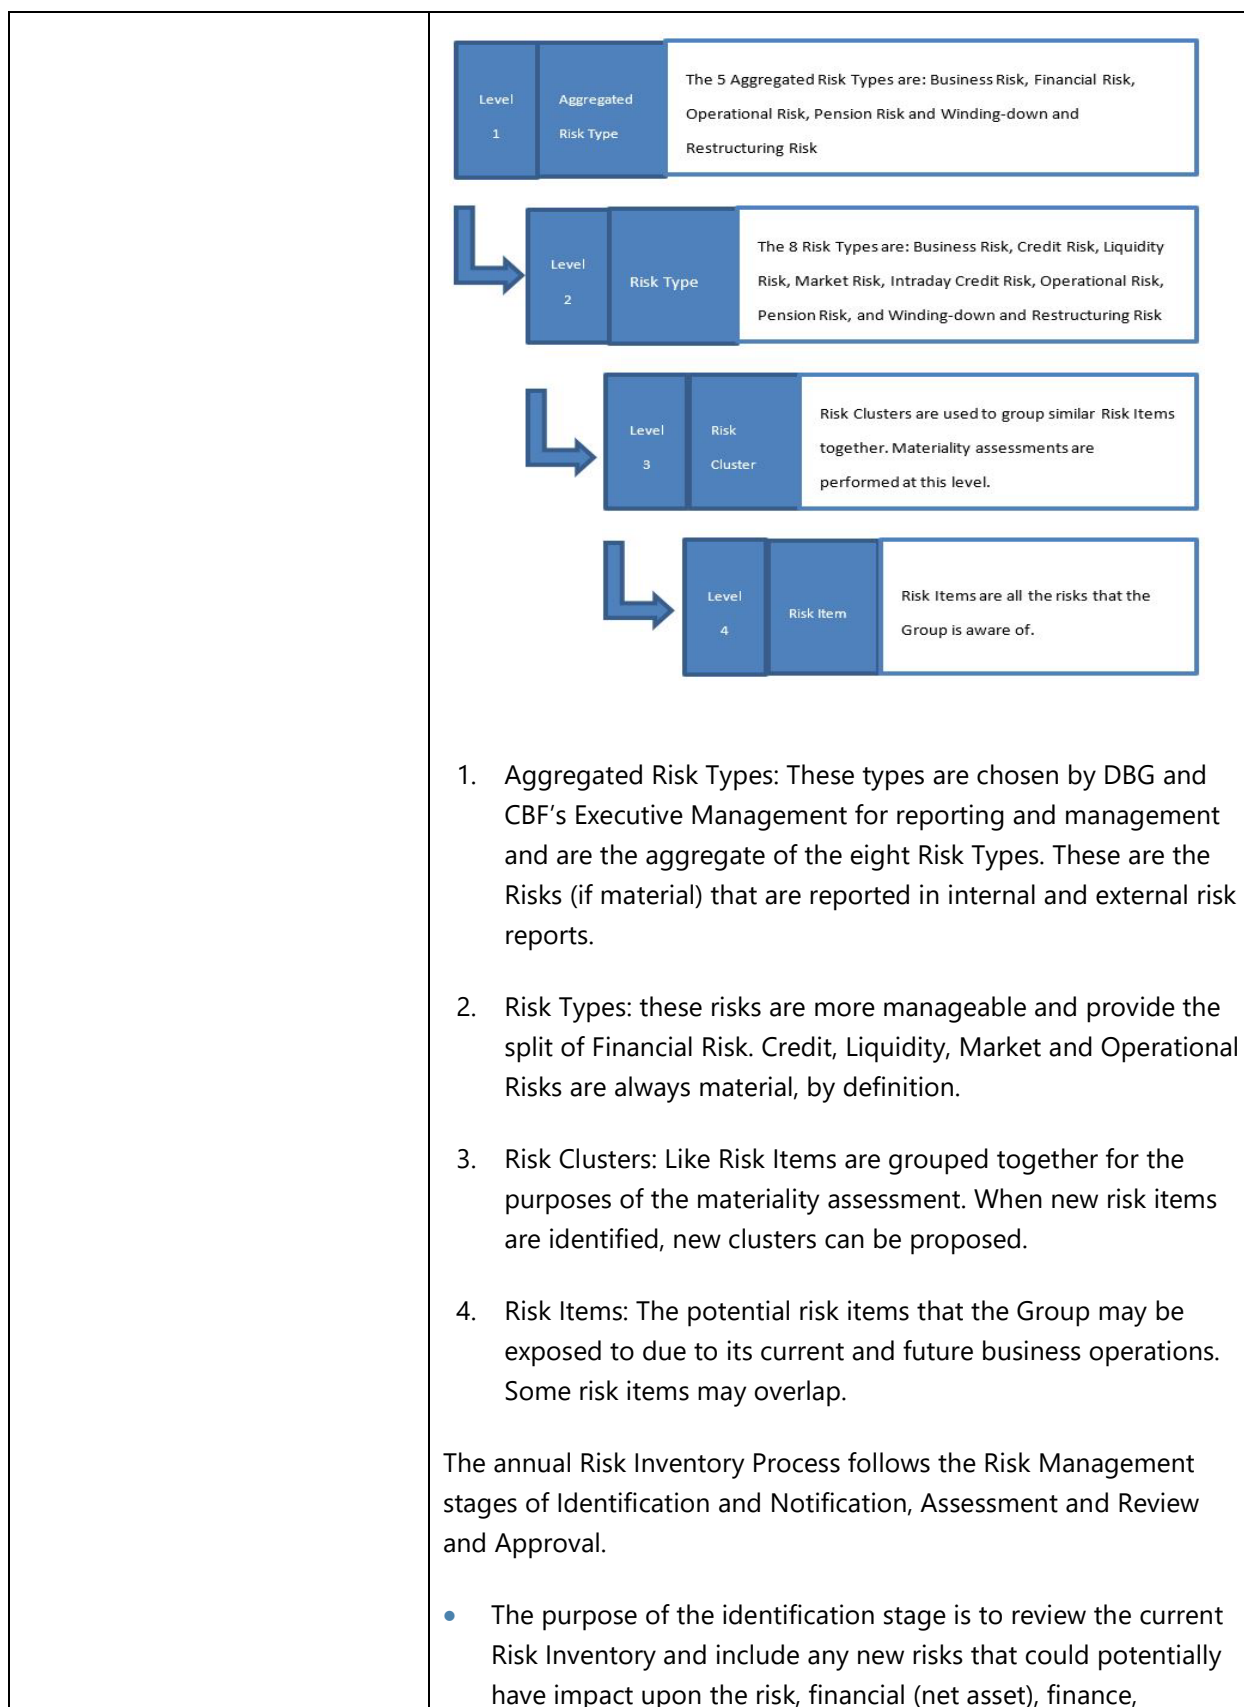 Level
1
Aggregated
Risk Type
The 5 Aggregated Risk Types are: Business Risk, Financial Risk,
Operational Risk, Pension Risk and Winding-down and
Restructuring Risk
Level
2
Risk Type
The 8 Risk Types are: Business Risk, Credit Risk, Liquidity
Risk, Market Risk, Intraday Credit Risk, Operational Risk,
Pension Risk, and Winding-down and Restructuring Risk
Level
3
Risk
Cluster
Risk Clusters are used to group similar Risk Items
together. Materiality assessments are
performed at this level.
Level
4
Risk Item
Risk Items are all the risks that the
Group is aware of.
1. Aggregated Risk Types: These types are chosen by DBG and
CBF’s Executive Management for reporting and management
and are the aggregate of the eight Risk Types. These are the
Risks (if material) that are reported in internal and external risk
reports.
2. Risk Types: these risks are more manageable and provide the
split of Financial Risk. Credit, Liquidity, Market and Operational
Risks are always material, by definition.
3. Risk Clusters: Like Risk Items are grouped together for the
purposes of the materiality assessment. When new risk items
are identified, new clusters can be proposed.
4. Risk Items: The potential risk items that the Group may be
exposed to due to its current and future business operations.
Some risk items may overlap.
The annual Risk Inventory Process follows the Risk Management
stages of Identification and Notification, Assessment and Review
and Approval.
• The purpose of the identification stage is to review the current
Risk Inventory and include any new risks that could potentially
have impact upon the risk, financial (net asset), finance,